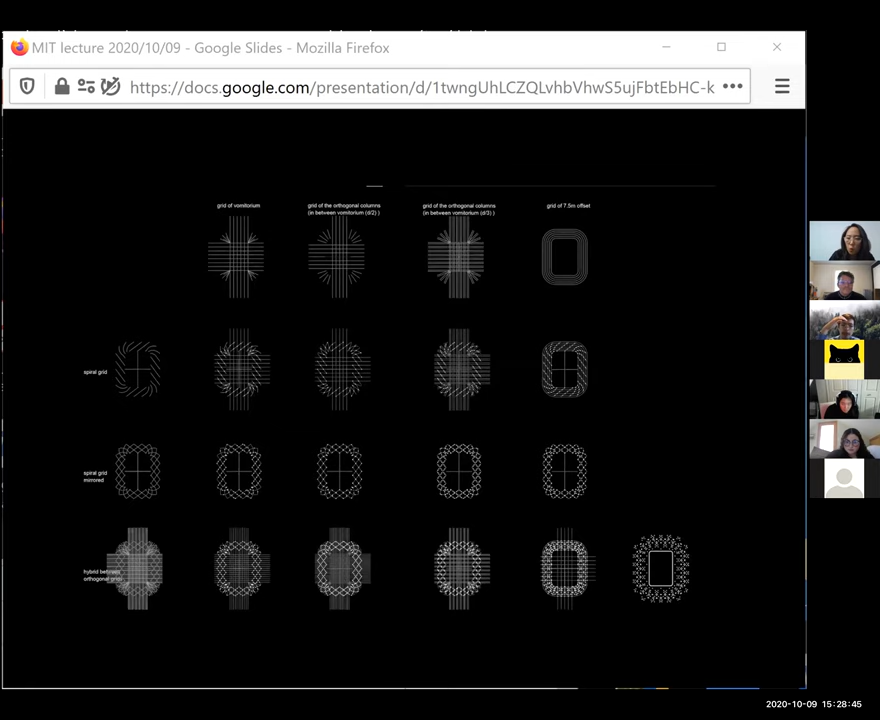 MIT lecture 2020/10/09 - Google Slides - Mozilla Firefox
https://docs.google.com/presentation/d/1twngUhLCZQLvhbVhwS5ujFbtEbHC-k
grid of vomitorium
grid of the orthogonal columns
(in between vomitorium (d/2) )
grid of the orthogonal columns
(in between vomitorium (d/3) )
grid of 7.5m offset
spiral grid
spiral grid
mirrored
hybrid between
orthogonal grids
2020-10-09 15:28:45